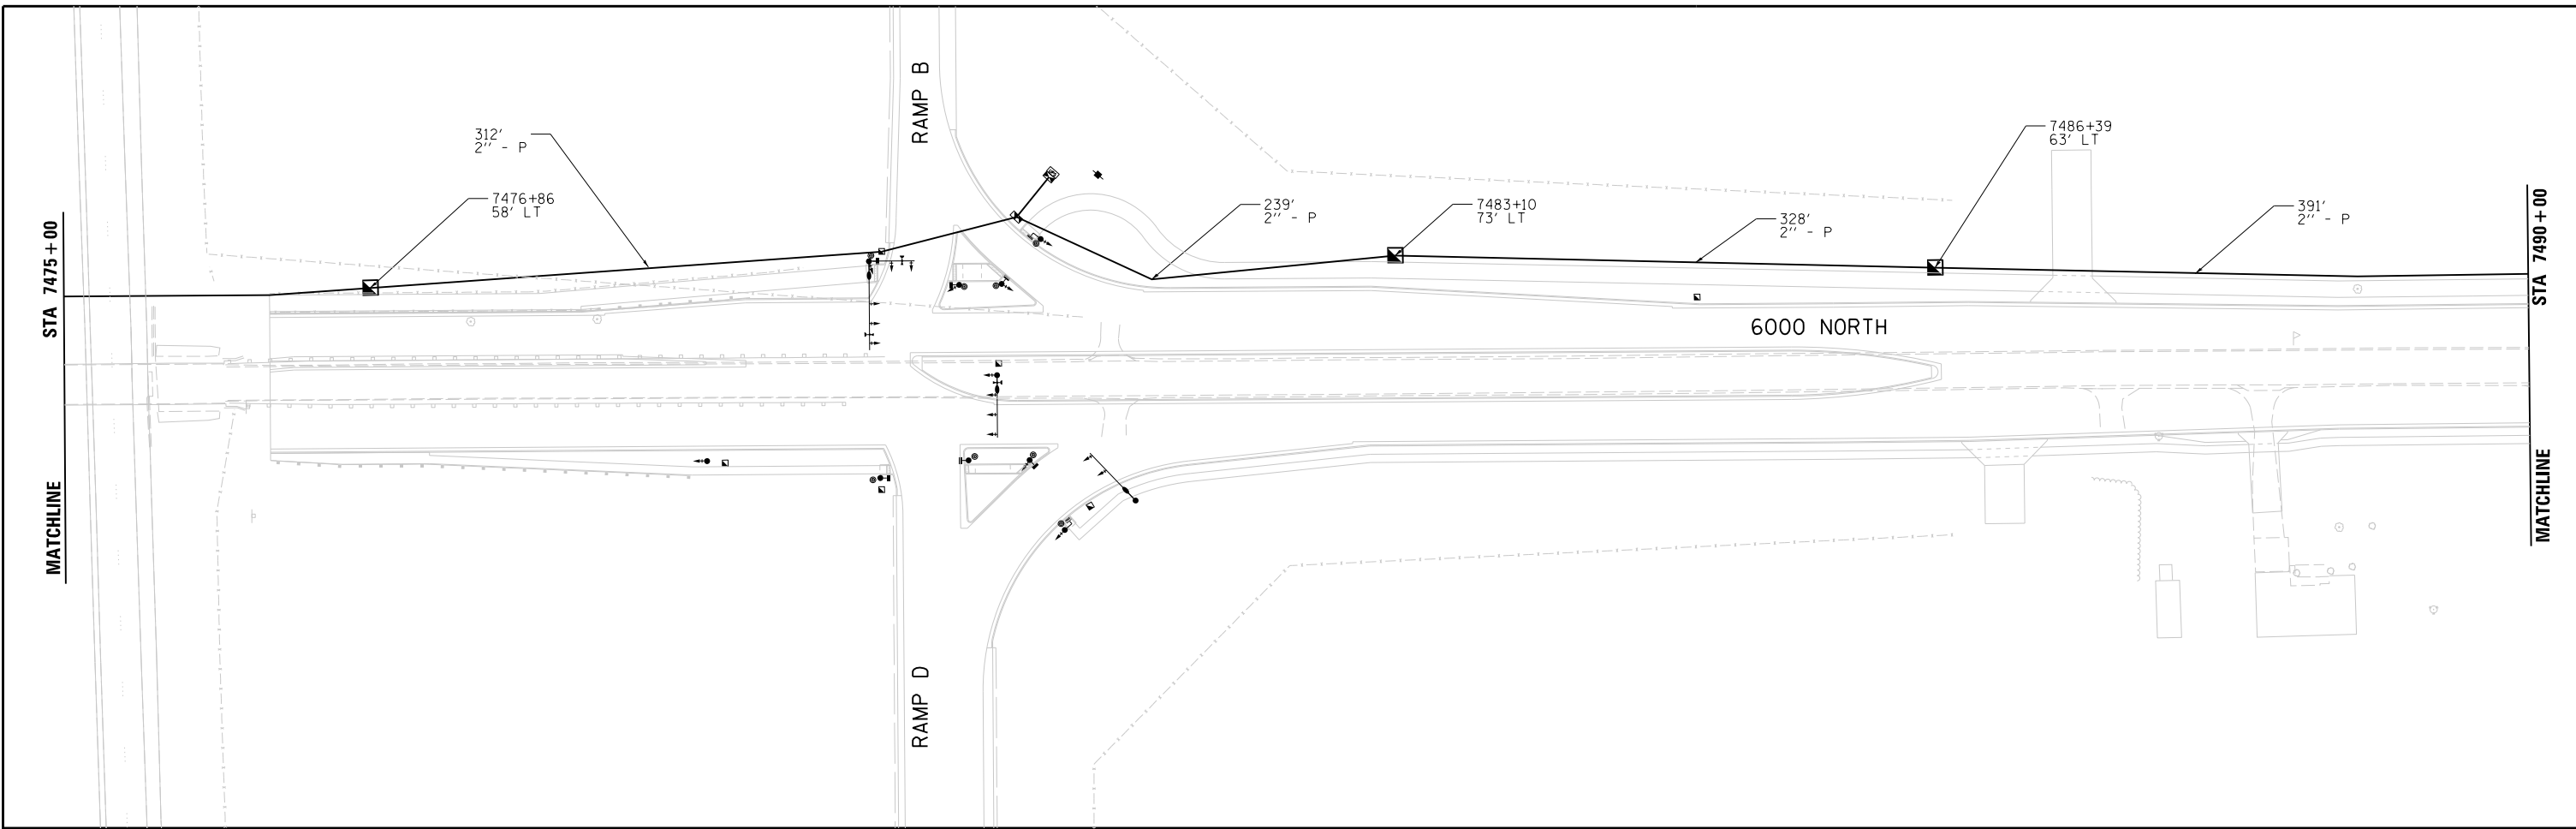 RAMP B
312′
2′′ - P
7476+86
58′ LT
239′
2′′ - P
7483+10
73′ LT
328′
2′′ - P
7486+39
63′ LT
391′
2′′ - P
STA 7475+00
MATCHLINE
6000 NORTH
STA 7490+00
MATCHLINE
RAMP D